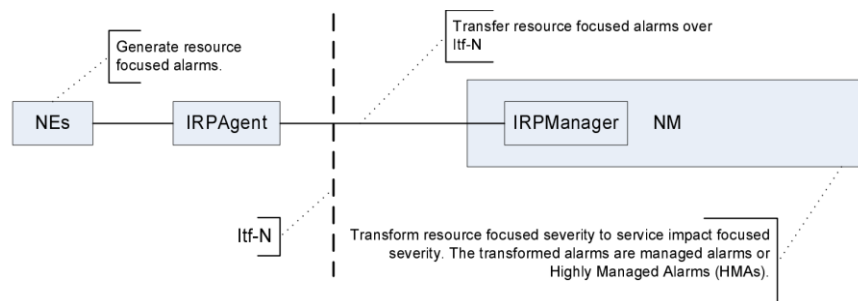 Generate resource
focused alarms.
Transfer resource focused alarms over
Itf-N
NEs
IRPAgent
IRPManager
NM
Itf-N
Transform resource focused severity to service impact focused
severity. The transformed alarms are managed alarms or
Highly Managed Alarms (HMAs).